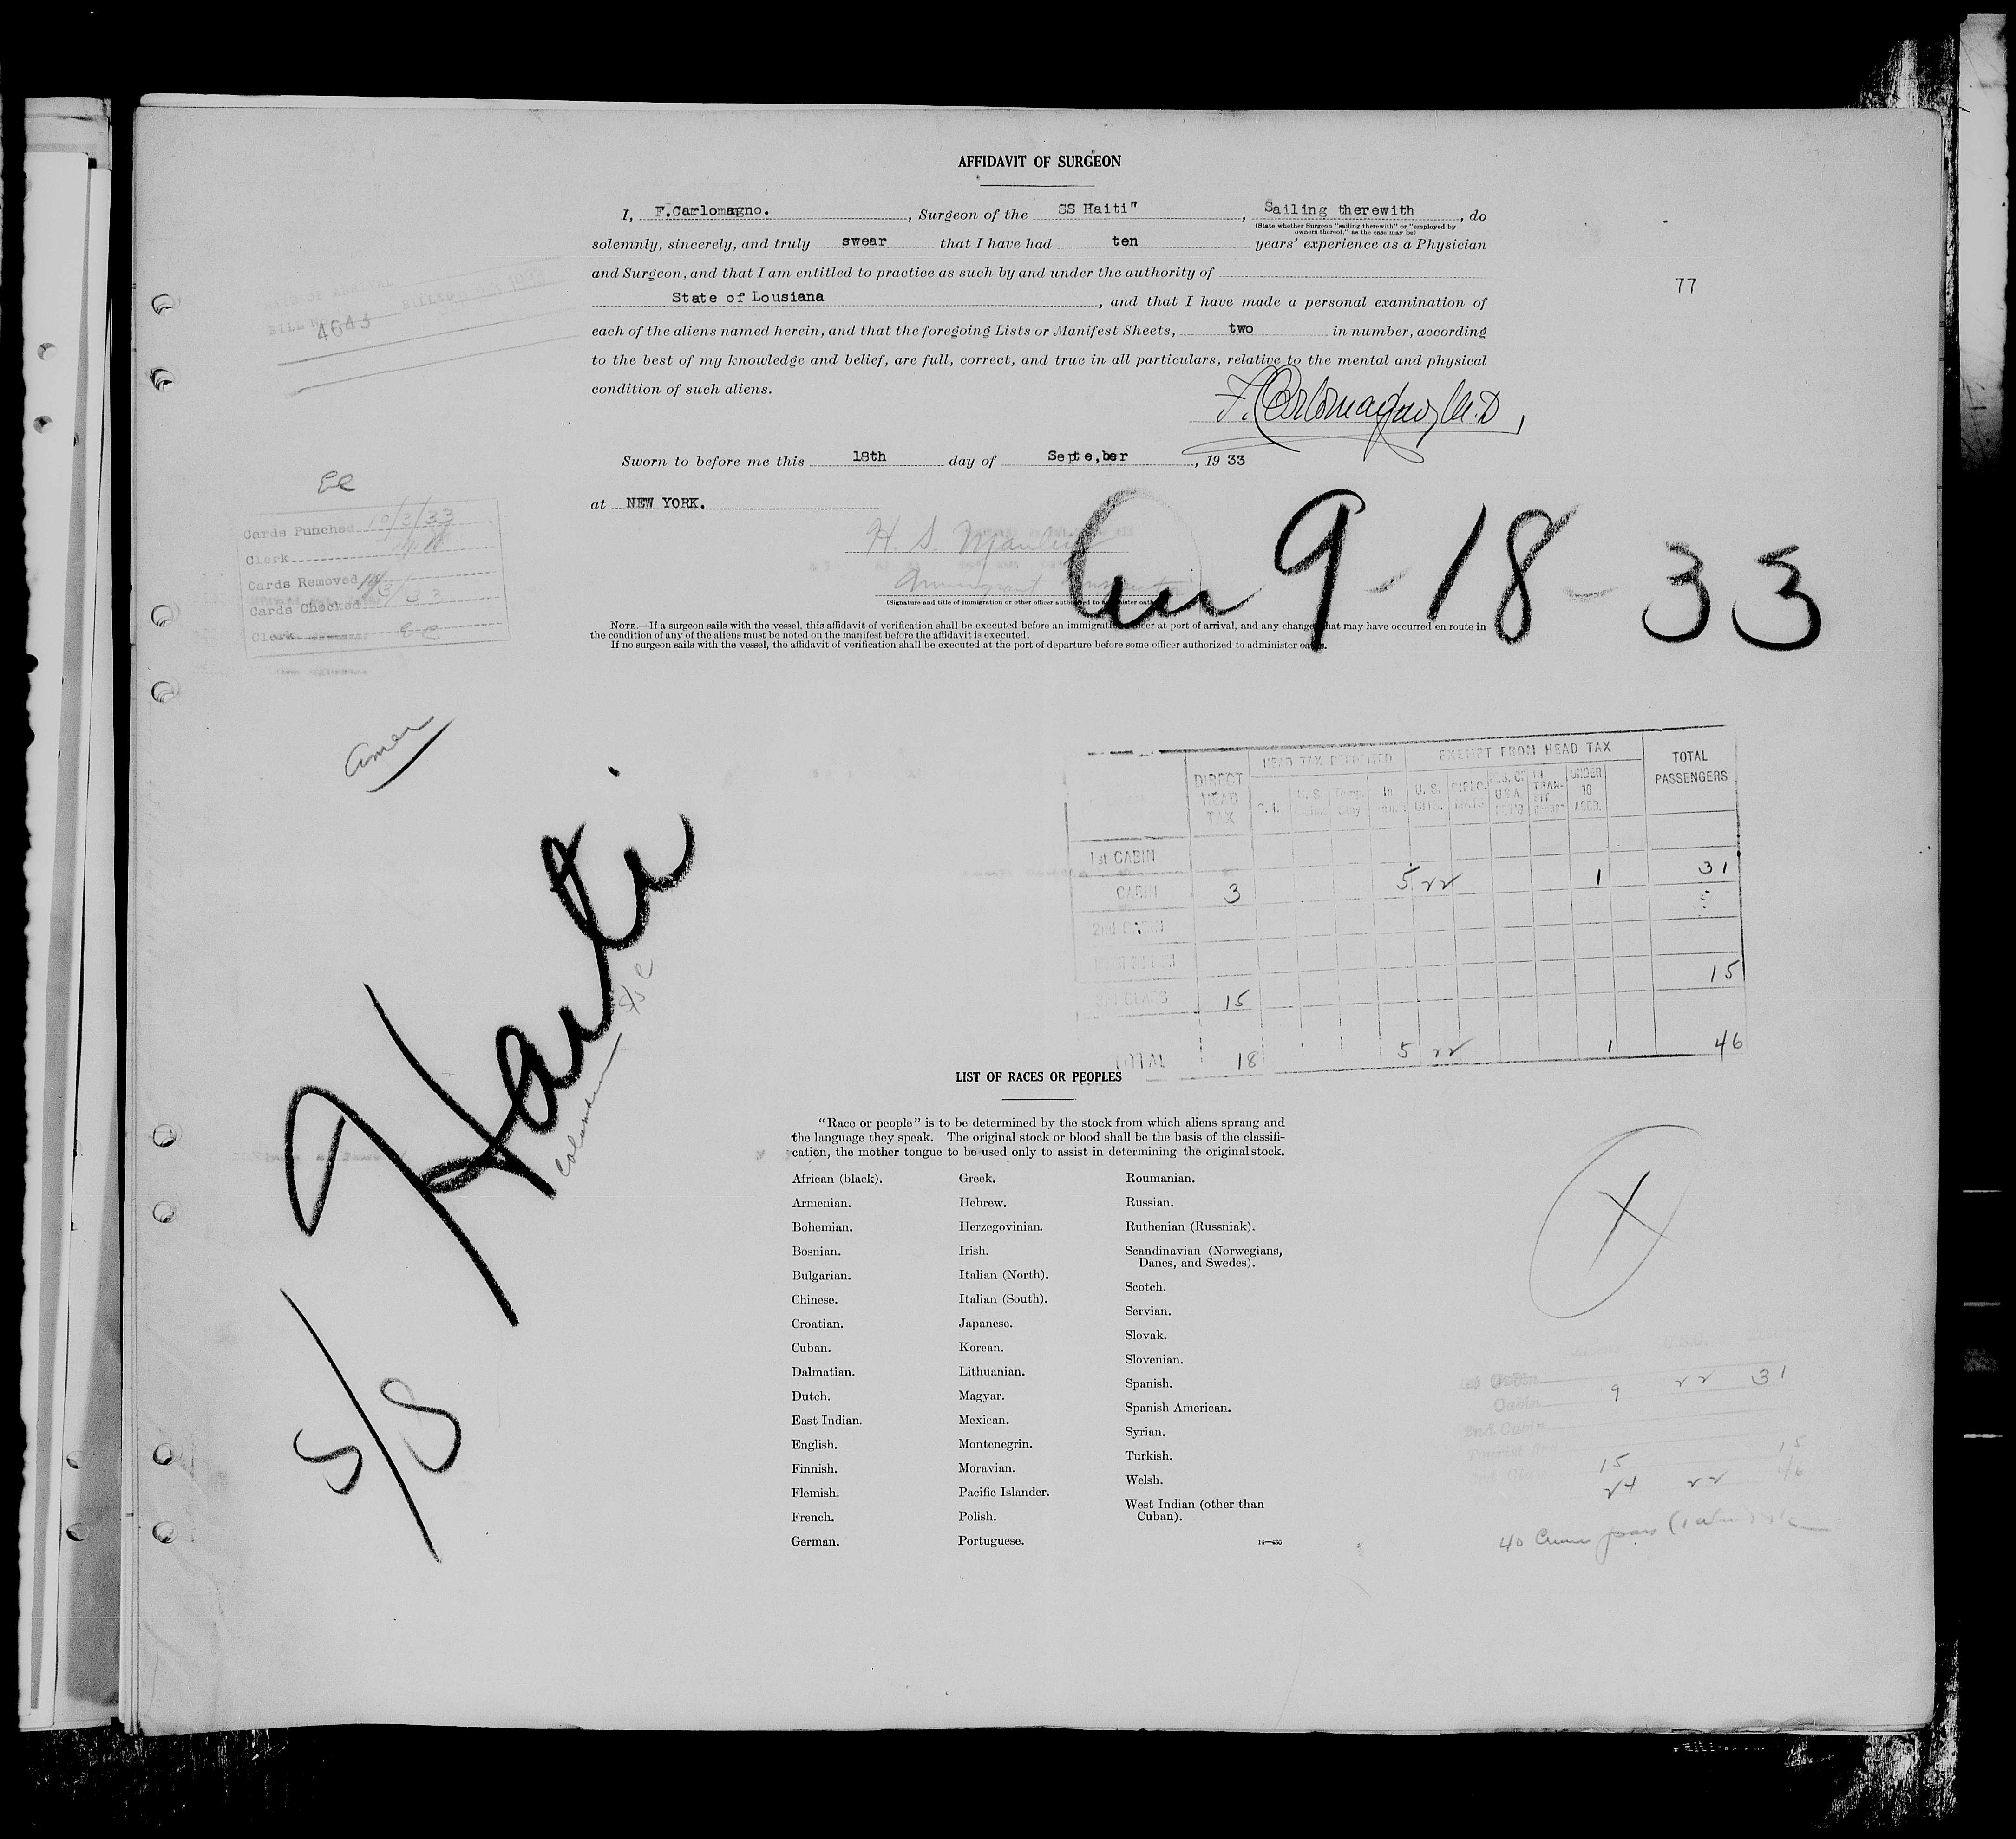 AFFIDAVIT OF SURGEON
I, F.Carlomagno., Surgeon of the SS Haiti", Sailing therewith, do
(State whether Surgeon "sailing therewith" or "employed by
owners thereof," as the case may be)
solemnly, sincerely, and truly swear that I have had ten years' experience as a Physician
and Surgeon, and that I am entitled to practice as such by and under the authority of
State of Lousiana, and that I have made a personal examination of
77
each of the aliens named herein, and that the foregoing Lists or Manifest Sheets, two in number, according
to the best of my knowledge and belief, are full, correct, and true in all particulars, relative to the mental and physical
condition of such aliens.
F. Carlomagno, M.D.
Sworn to before me this 18th day of Septe,ber, 1933
at NEW YORK.
4643
Cards Punched 10/3/33
Clerk
Cards Removed
Cards Checked
Clerk
9-18-33
(Signature and title of immigration or other officer authorized to administer oaths)
NOTE.—If a surgeon sails with the vessel, this affidavit of verification shall be executed before an immigration officer at port of arrival, and any change that may have occurred en route in
the condition of any of the aliens must be noted on the manifest before the affidavit is executed.
If no surgeon sails with the vessel, the affidavit of verification shall be executed at the port of departure before some officer authorized to administer oaths.
S/S Haiti
DIRECT HEAD TAX
EXEMPT FROM HEAD TAX
TOTAL PASSENGERS
U. S. CITS.
UNDER 16 ACCD.
1st CABIN
CABIN 3 5 22 1 31
2nd CABIN
3rd CLASS 15 15
TOTAL 18 5 22 1 46
LIST OF RACES OR PEOPLES
"Race or people" is to be determined by the stock from which aliens sprang and
the language they speak. The original stock or blood shall be the basis of the classifi-
cation, the mother tongue to be used only to assist in determining the original stock.
African (black).
Armenian.
Bohemian.
Bosnian.
Bulgarian.
Chinese.
Croatian.
Cuban.
Dalmatian.
Dutch.
East Indian.
English.
Finnish.
Flemish.
French.
German.
Greek.
Hebrew.
Herzegovinian.
Irish.
Italian (North).
Italian (South).
Japanese.
Korean.
Lithuanian.
Magyar.
Mexican.
Montenegrin.
Moravian.
Pacific Islander.
Polish.
Portuguese.
Roumanian.
Russian.
Ruthenian (Russniak).
Scandinavian (Norwegians,
Danes, and Swedes).
Scotch.
Servian.
Slovak.
Slovenian.
Spanish.
Spanish American.
Syrian.
Turkish.
Welsh.
West Indian (other than
Cuban).
U.S.C.
Cabin 9 22 31
2nd Cabin
15 15
24 22 46